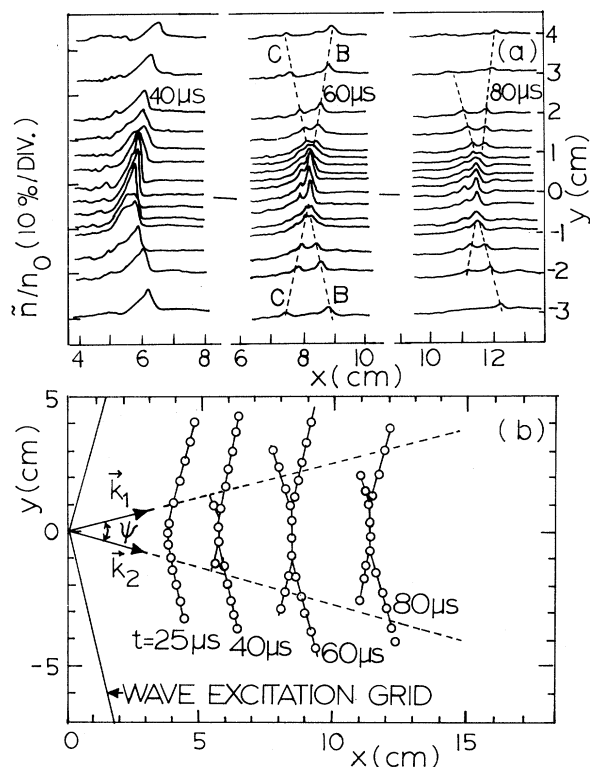 ñ/n0 (10%/DIV.)
40µs
C
B
60µs
C
B
(a)
80µs
4
3
2
1
0
-1
-2
-3
y (cm)
4 6 8 6 8 10 10 12
x (cm)
(b)
y (cm)
5
0
-5
k⃗1
ψ
k⃗2
t=25µs
40µs
60µs
80µs
WAVE EXCITATION GRID
0 5 10 15
x (cm)